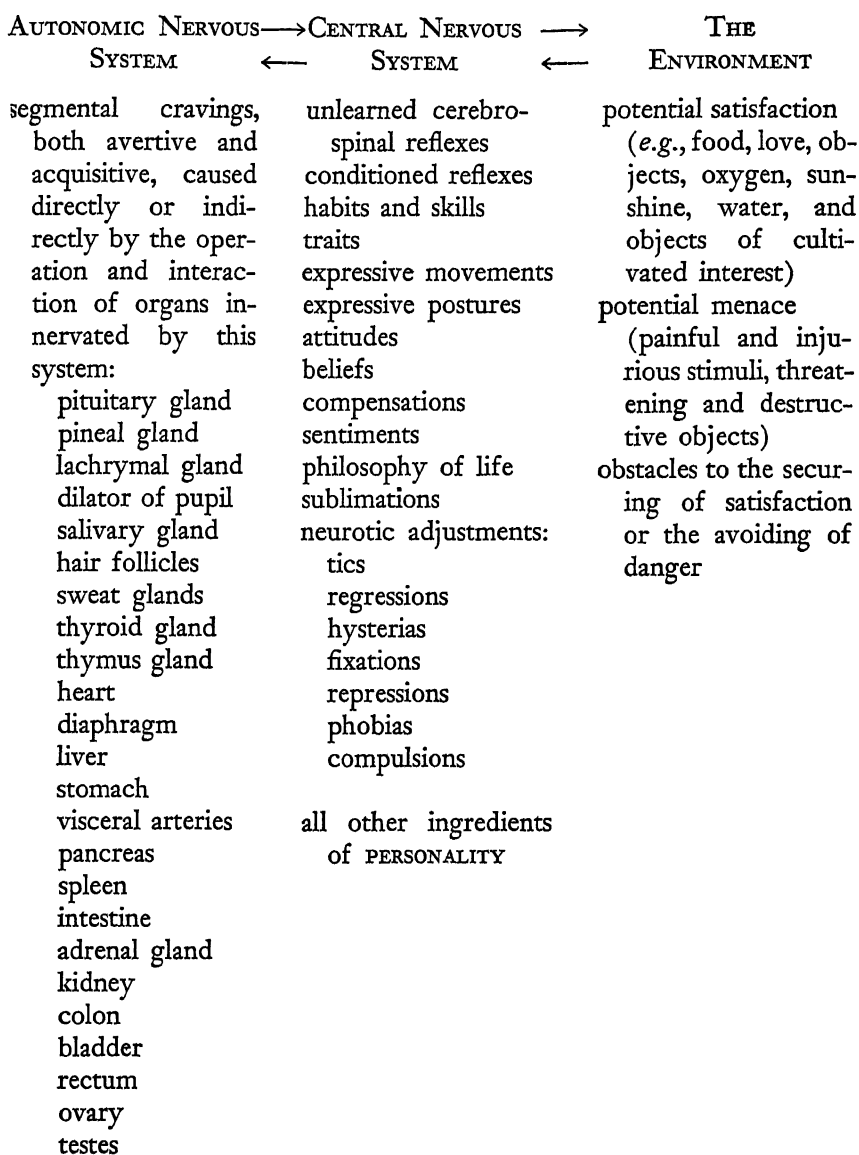 AUTONOMIC NERVOUS⟶CENTRAL NERVOUS ⟶ THE
SYSTEM ⟵ SYSTEM ⟵ ENVIRONMENT
segmental cravings,
both avertive and
acquisitive, caused
directly or indi-
rectly by the oper-
ation and interac-
tion of organs in-
nervated by this
system:
pituitary gland
pineal gland
lachrymal gland
dilator of pupil
salivary gland
hair follicles
sweat glands
thyroid gland
thymus gland
heart
diaphragm
liver
stomach
visceral arteries
pancreas
spleen
intestine
adrenal gland
kidney
colon
bladder
rectum
ovary
testes
unlearned cerebro-
spinal reflexes
conditioned reflexes
habits and skills
traits
expressive movements
expressive postures
attitudes
beliefs
compensations
sentiments
philosophy of life
sublimations
neurotic adjustments:
tics
regressions
hysterias
fixations
repressions
phobias
compulsions
all other ingredients
of PERSONALITY
potential satisfaction
(e.g., food, love, ob-
jects, oxygen, sun-
shine, water, and
objects of culti-
vated interest)
potential menace
(painful and inju-
rious stimuli, threat-
ening and destruc-
tive objects)
obstacles to the secur-
ing of satisfaction
or the avoiding of
danger